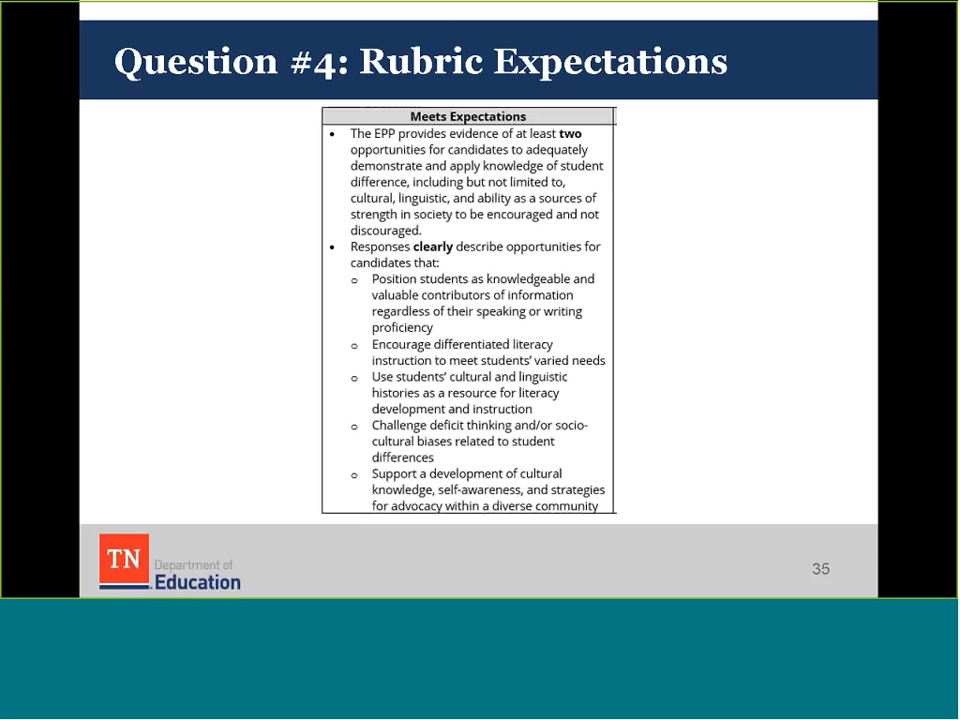 Question #4: Rubric Expectations
Meets Expectations
• The EPP provides evidence of at least two
opportunities for candidates to adequately
demonstrate and apply knowledge of student
difference, including but not limited to,
cultural, linguistic, and ability as a sources of
strength in society to be encouraged and not
discouraged.
• Responses clearly describe opportunities for
candidates that:
o Position students as knowledgeable and
valuable contributors of information
regardless of their speaking or writing
proficiency
o Encourage differentiated literacy
instruction to meet students' varied needs
o Use students' cultural and linguistic
histories as a resource for literacy
development and instruction
o Challenge deficit thinking and/or socio-
cultural biases related to student
differences
o Support a development of cultural
knowledge, self-awareness, and strategies
for advocacy within a diverse community
TN
Department of
Education
35